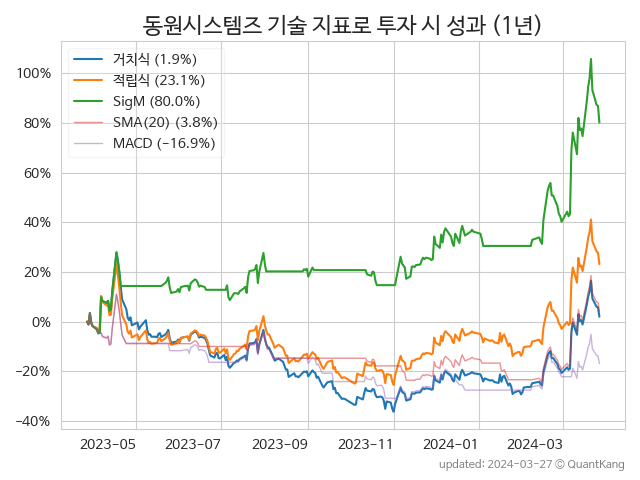 동원시스템즈 기술 지표로 투자 시 성과 (1년)
거치식 (1.9%)
적립식 (23.1%)
SigM (80.0%)
SMA(20) (3.8%)
MACD (−16.9%)
100%
80%
60%
40%
20%
0%
−20%
−40%
2023-05 2023-07 2023-09 2023-11 2024-01 2024-03
updated: 2024-03-27 © QuantKang